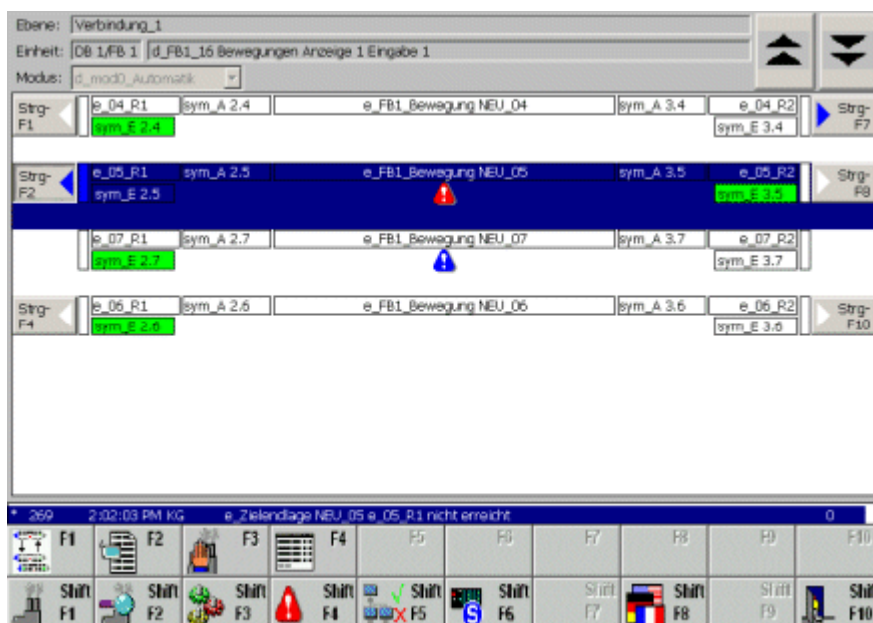 Ebene: Verbindung_1
Einheit: DB 1/FB 1 d_FB1_16 Bewegungen Anzeige 1 Eingabe 1
Modus: d_mod0_Automatik
Strg-F1 e_04_R1 sym_A 2.4 e_FB1_Bewegung NEU_04 sym_A 3.4 e_04_R2 Strg-F7
sym_E 2.4 sym_E 3.4
Strg-F2 e_05_R1 sym_A 2.5 e_FB1_Bewegung NEU_05 sym_A 3.5 e_05_R2 Strg-F8
sym_E 2.5 sym_E 3.5
e_07_R1 sym_A 2.7 e_FB1_Bewegung NEU_07 sym_A 3.7 e_07_R2
sym_E 2.7 sym_E 3.7
Strg-F4 e_06_R1 sym_A 2.6 e_FB1_Bewegung NEU_06 sym_A 3.6 e_06_R2 Strg-F10
sym_E 2.6 sym_E 3.6
* 269 2:02:03 PM KG e_Zielendlage NEU_05 e_05_R1 nicht erreicht 0
F1 F2 F3 F4 F5 F6 F7 F8 F9 F10
Shift Shift Shift Shift Shift Shift Shift Shift Shift Shif
F1 F2 F3 F4 F5 S F6 F7 F8 F9 F10